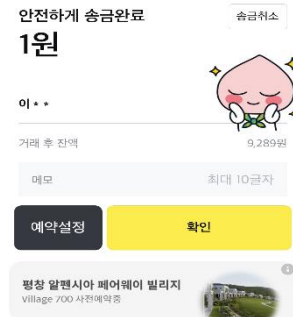 안전하게 송금완료
송금취소
1원
이 * *
거래 후 잔액
9,289원
메모
최대 10글자
예약설정
확인
평창 알펜시아 페어웨이 빌리지
Village 700 사전예약중